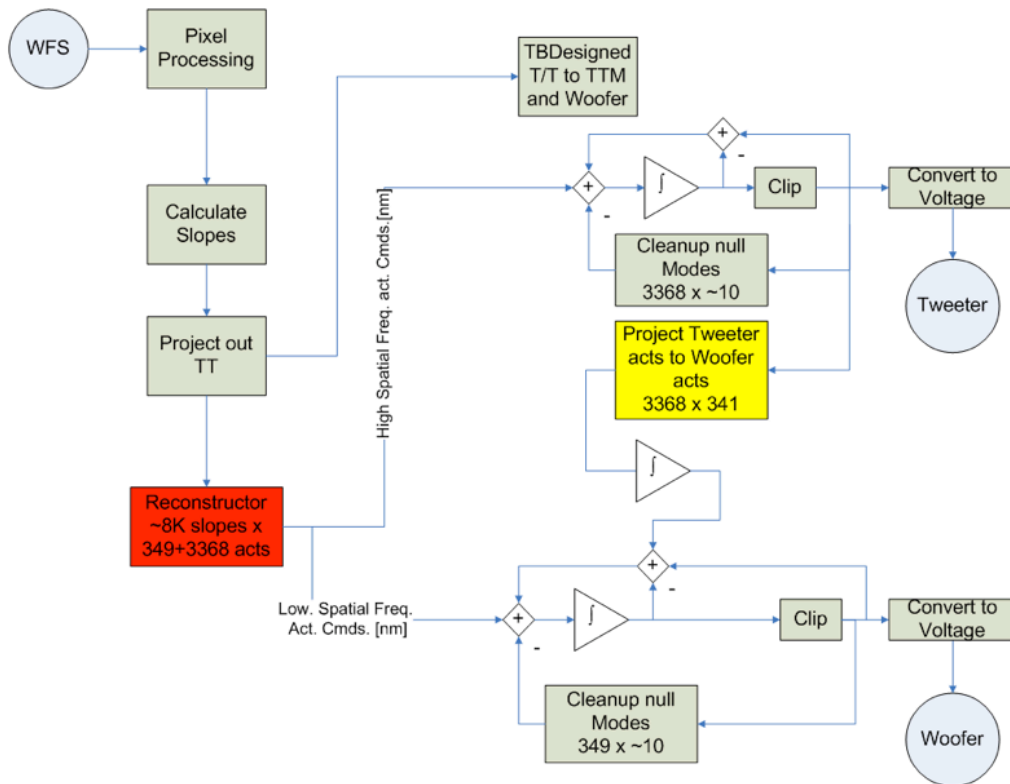 WFS
Pixel
Processing
TBDesigned
T/T to TTM
and Woofer
+
-
Calculate
Slopes
+
∫
Clip
Convert to
Voltage
-
High Spatial Freq. act. Cmds.[nm]
Cleanup null
Modes
3368 x ~10
Tweeter
Project out
TT
Project Tweeter
acts to Woofer
acts
3368 x 341
∫
Reconstructor
~8K slopes x
349+3368 acts
+
-
Low. Spatial Freq.
Act. Cmds. [nm]
+
∫
Clip
Convert to
Voltage
-
Cleanup null
Modes
349 x ~10
Woofer